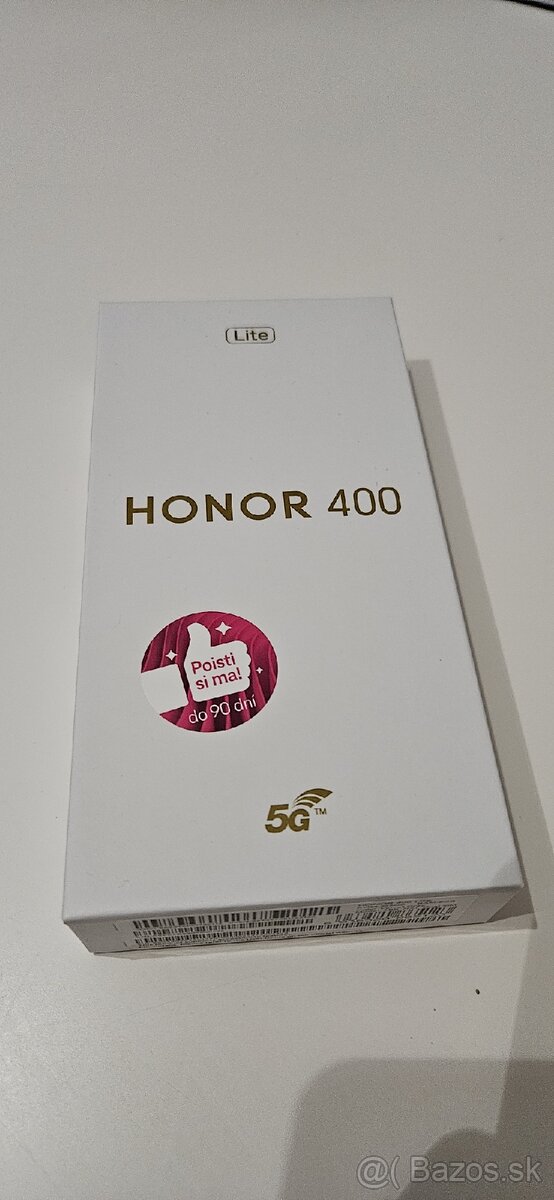 Lite
HONOR 400
Poisti
si ma!
do 90 dní
5G™
@( Bazos.sk